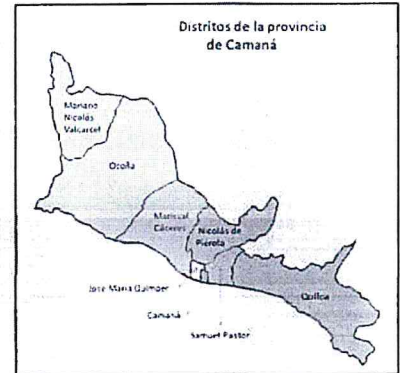 Distritos de la provincia
de Camaná
Mariano
Nicolás
Valcarcel
Ocoña
Mariscal
Cáceres
Nicolás de
Piérola
Quilca
José María Quimper
Camaná
Samuel Pastor